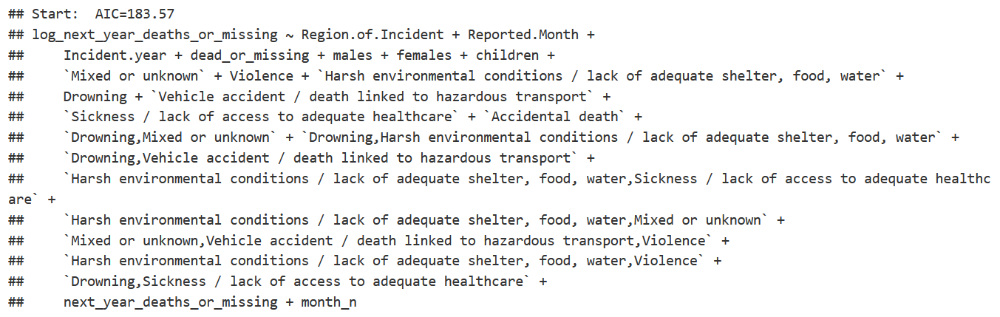 ## Start:  AIC=183.57
## log_next_year_deaths_or_missing ~ Region.of.Incident + Reported.Month +
##     Incident.year + dead_or_missing + males + females + children +
##     `Mixed or unknown` + Violence + `Harsh environmental conditions / lack of adequate shelter, food, water` +
##     Drowning + `Vehicle accident / death linked to hazardous transport` +
##     `Sickness / lack of access to adequate healthcare` + `Accidental death` +
##     `Drowning,Mixed or unknown` + `Drowning,Harsh environmental conditions / lack of adequate shelter, food, water` +
##     `Drowning,Vehicle accident / death linked to hazardous transport` +
##     `Harsh environmental conditions / lack of adequate shelter, food, water,Sickness / lack of access to adequate healthc
are` +
##     `Harsh environmental conditions / lack of adequate shelter, food, water,Mixed or unknown` +
##     `Mixed or unknown,Vehicle accident / death linked to hazardous transport,Violence` +
##     `Harsh environmental conditions / lack of adequate shelter, food, water,Violence` +
##     `Drowning,Sickness / lack of access to adequate healthcare` +
##     next_year_deaths_or_missing + month_n